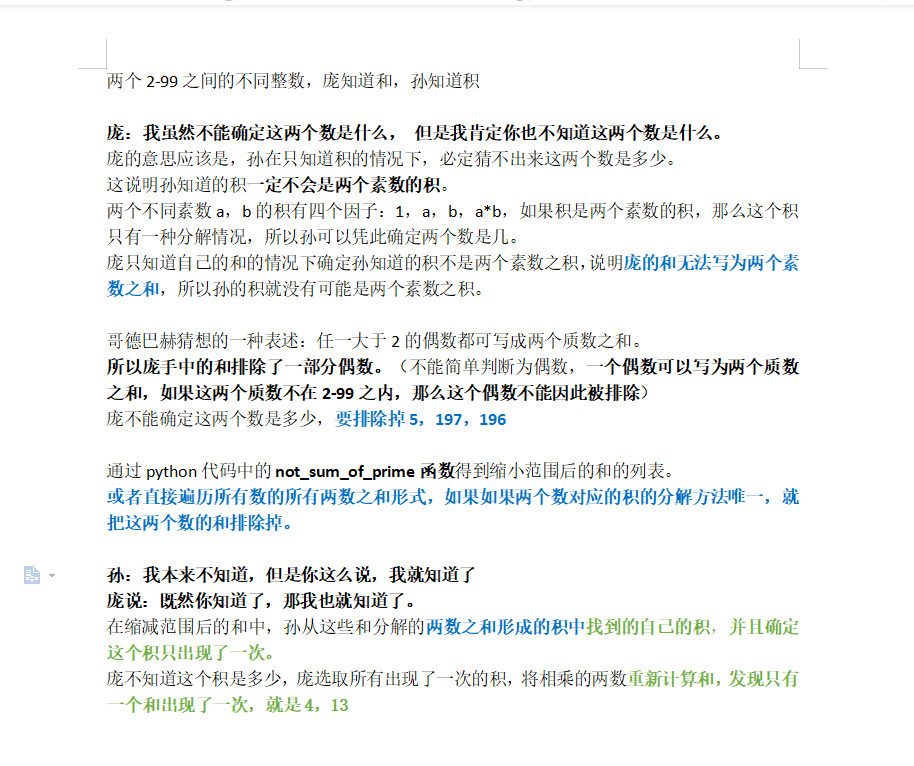 两个 2-99 之间的不同整数，庞知道和，孙知道积
庞：我虽然不能确定这两个数是什么， 但是我肯定你也不知道这两个数是什么。
庞的意思应该是，孙在只知道积的情况下，必定猜不出来这两个数是多少。
这说明孙知道的积一定不会是两个素数的积。
两个不同素数 a，b 的积有四个因子：1，a，b，a*b，如果积是两个素数的积，那么这个积
只有一种分解情况，所以孙可以凭此确定两个数是几。
庞只知道自己的和的情况下确定孙知道的积不是两个素数之积，说明庞的和无法写为两个素
数之和，所以孙的积就没有可能是两个素数之积。
哥德巴赫猜想的一种表述：任一大于 2 的偶数都可写成两个质数之和。
所以庞手中的和排除了一部分偶数。（不能简单判断为偶数，一个偶数可以写为两个质数
之和，如果这两个质数不在 2-99 之内，那么这个偶数不能因此被排除）
庞不能确定这两个数是多少，要排除掉 5，197，196
通过 python 代码中的 not_sum_of_prime 函数得到缩小范围后的和的列表。
或者直接遍历所有数的所有两数之和形式，如果如果两个数对应的积的分解方法唯一，就
把这两个数的和排除掉。
孙：我本来不知道，但是你这么说，我就知道了
庞说：既然你知道了，那我也就知道了。
在缩减范围后的和中，孙从这些和分解的两数之和形成的积中找到的自己的积，并且确定
这个积只出现了一次。
庞不知道这个积是多少，庞选取所有出现了一次的积，将相乘的两数重新计算和，发现只有
一个和出现了一次，就是 4，13